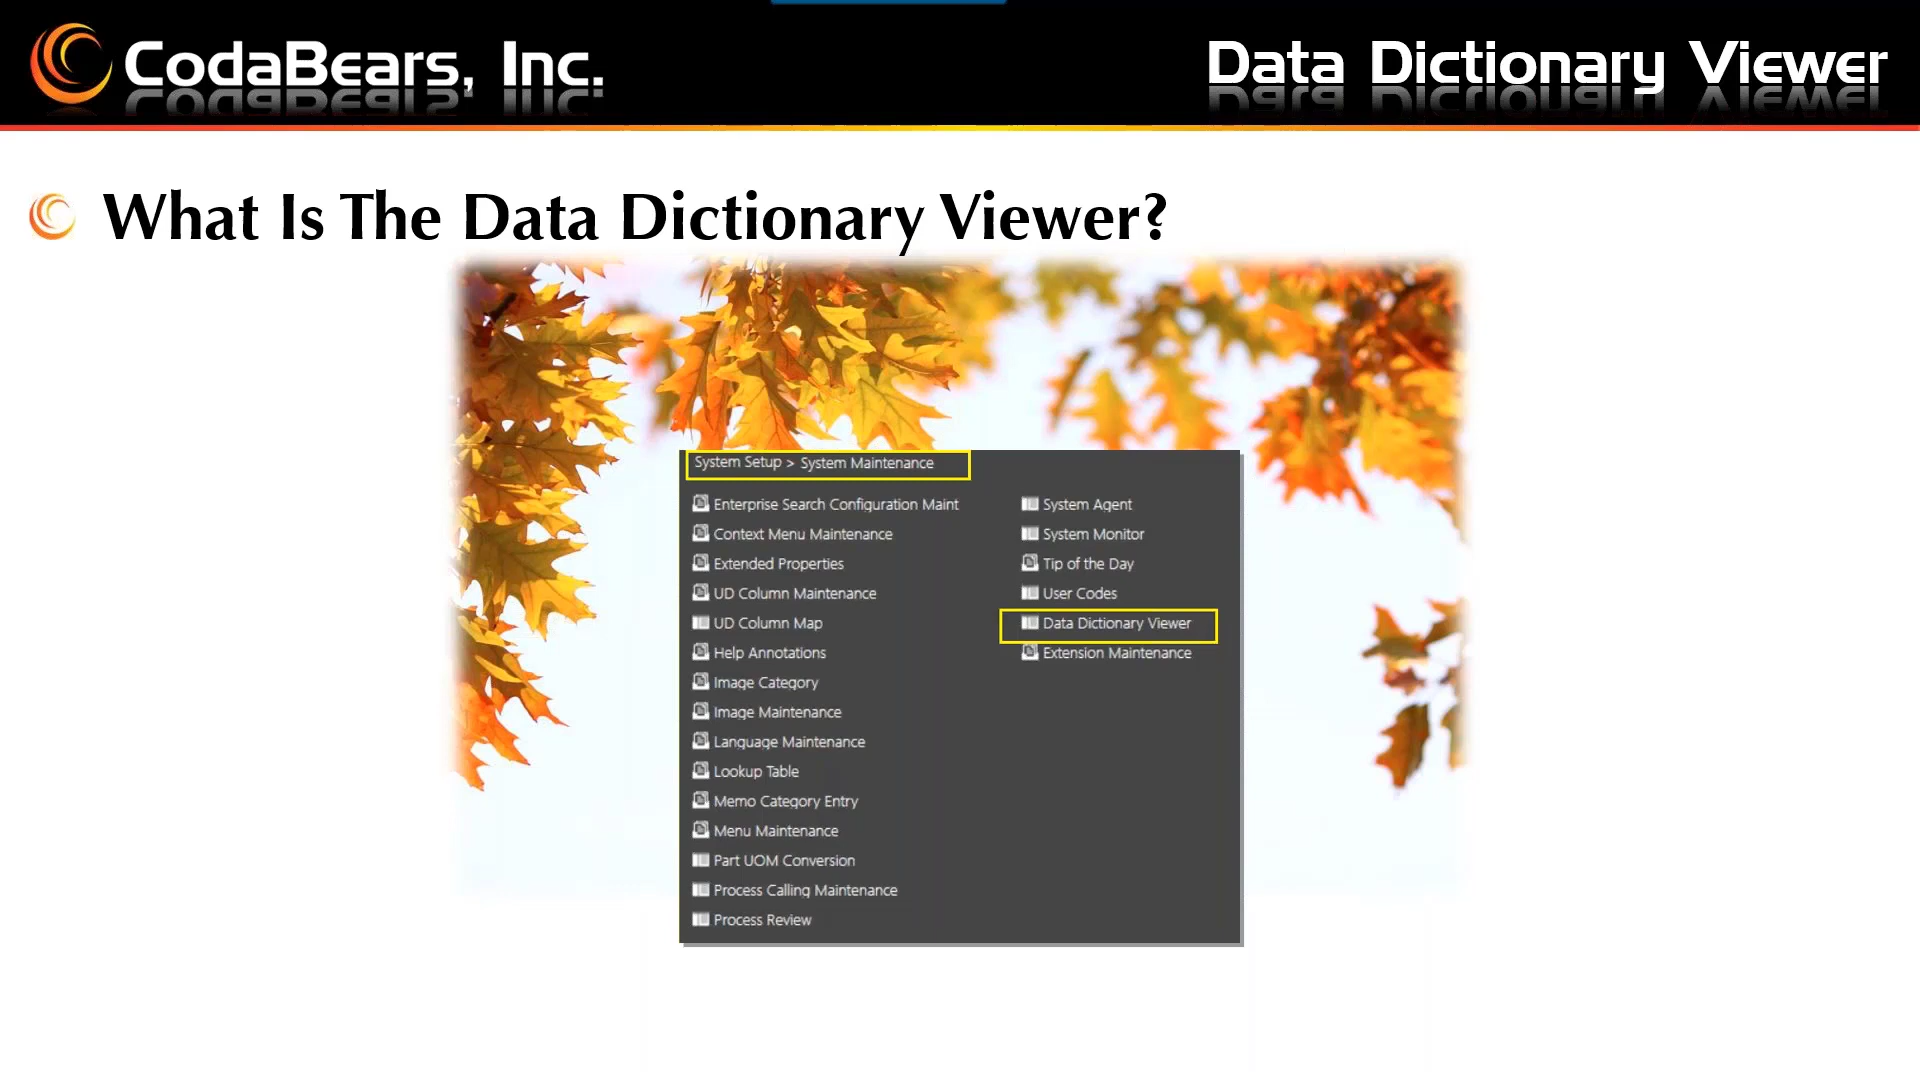 CodaBears, Inc.
Data Dictionary Viewer
What Is The Data Dictionary Viewer?
System Setup > System Maintenance
Enterprise Search Configuration Maint
Context Menu Maintenance
Extended Properties
UD Column Maintenance
UD Column Map
Help Annotations
Image Category
Image Maintenance
Language Maintenance
Lookup Table
Memo Category Entry
Menu Maintenance
Part UOM Conversion
Process Calling Maintenance
Process Review
System Agent
System Monitor
Tip of the Day
User Codes
Data Dictionary Viewer
Extension Maintenance